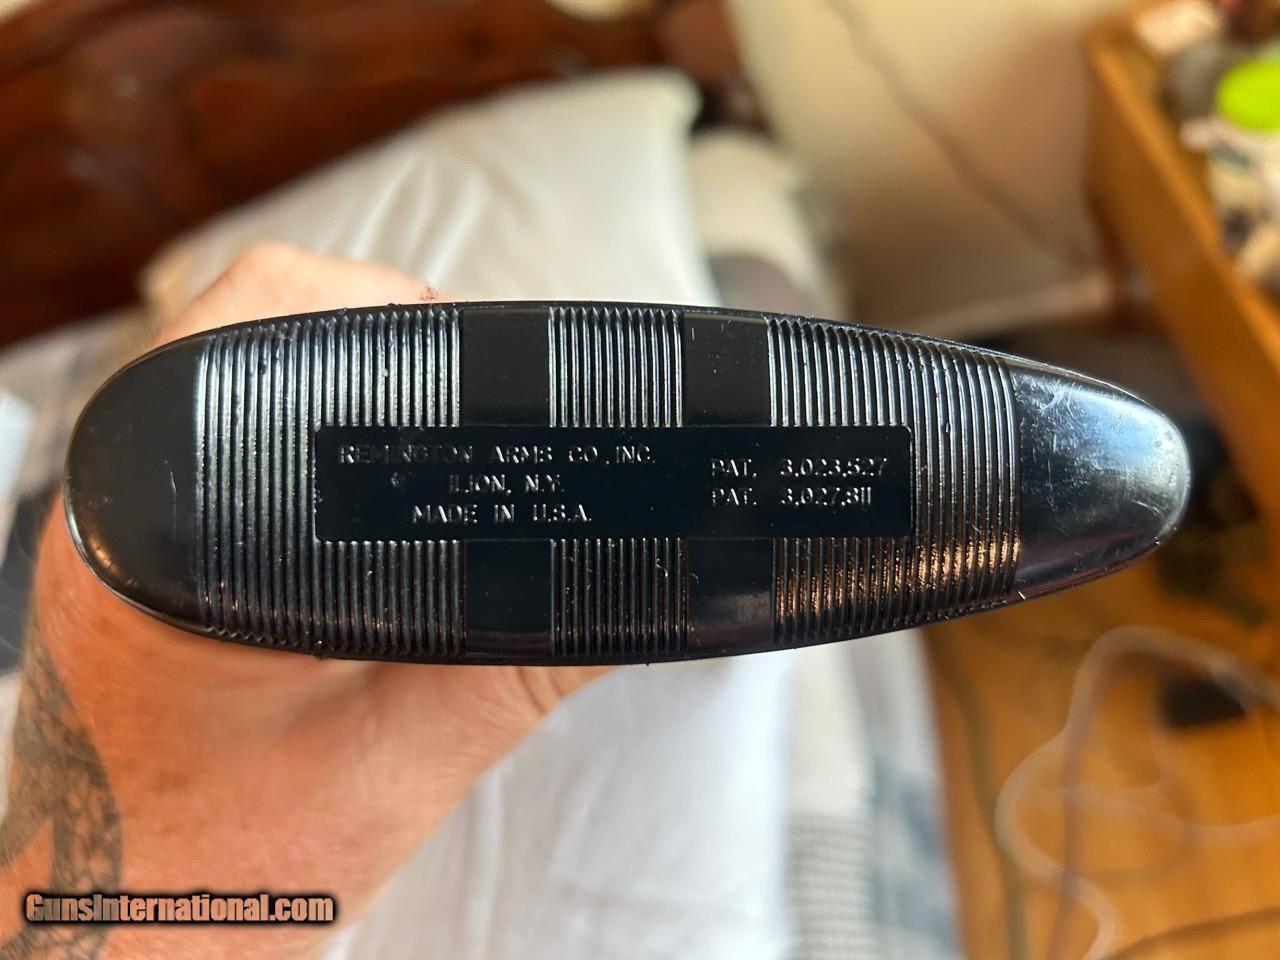 REMINGTON ARMS CO., INC.
ILION, N.Y.
MADE IN U.S.A.
PAT. 3,023,527
PAT. 3,027,811
GunsInternational.com